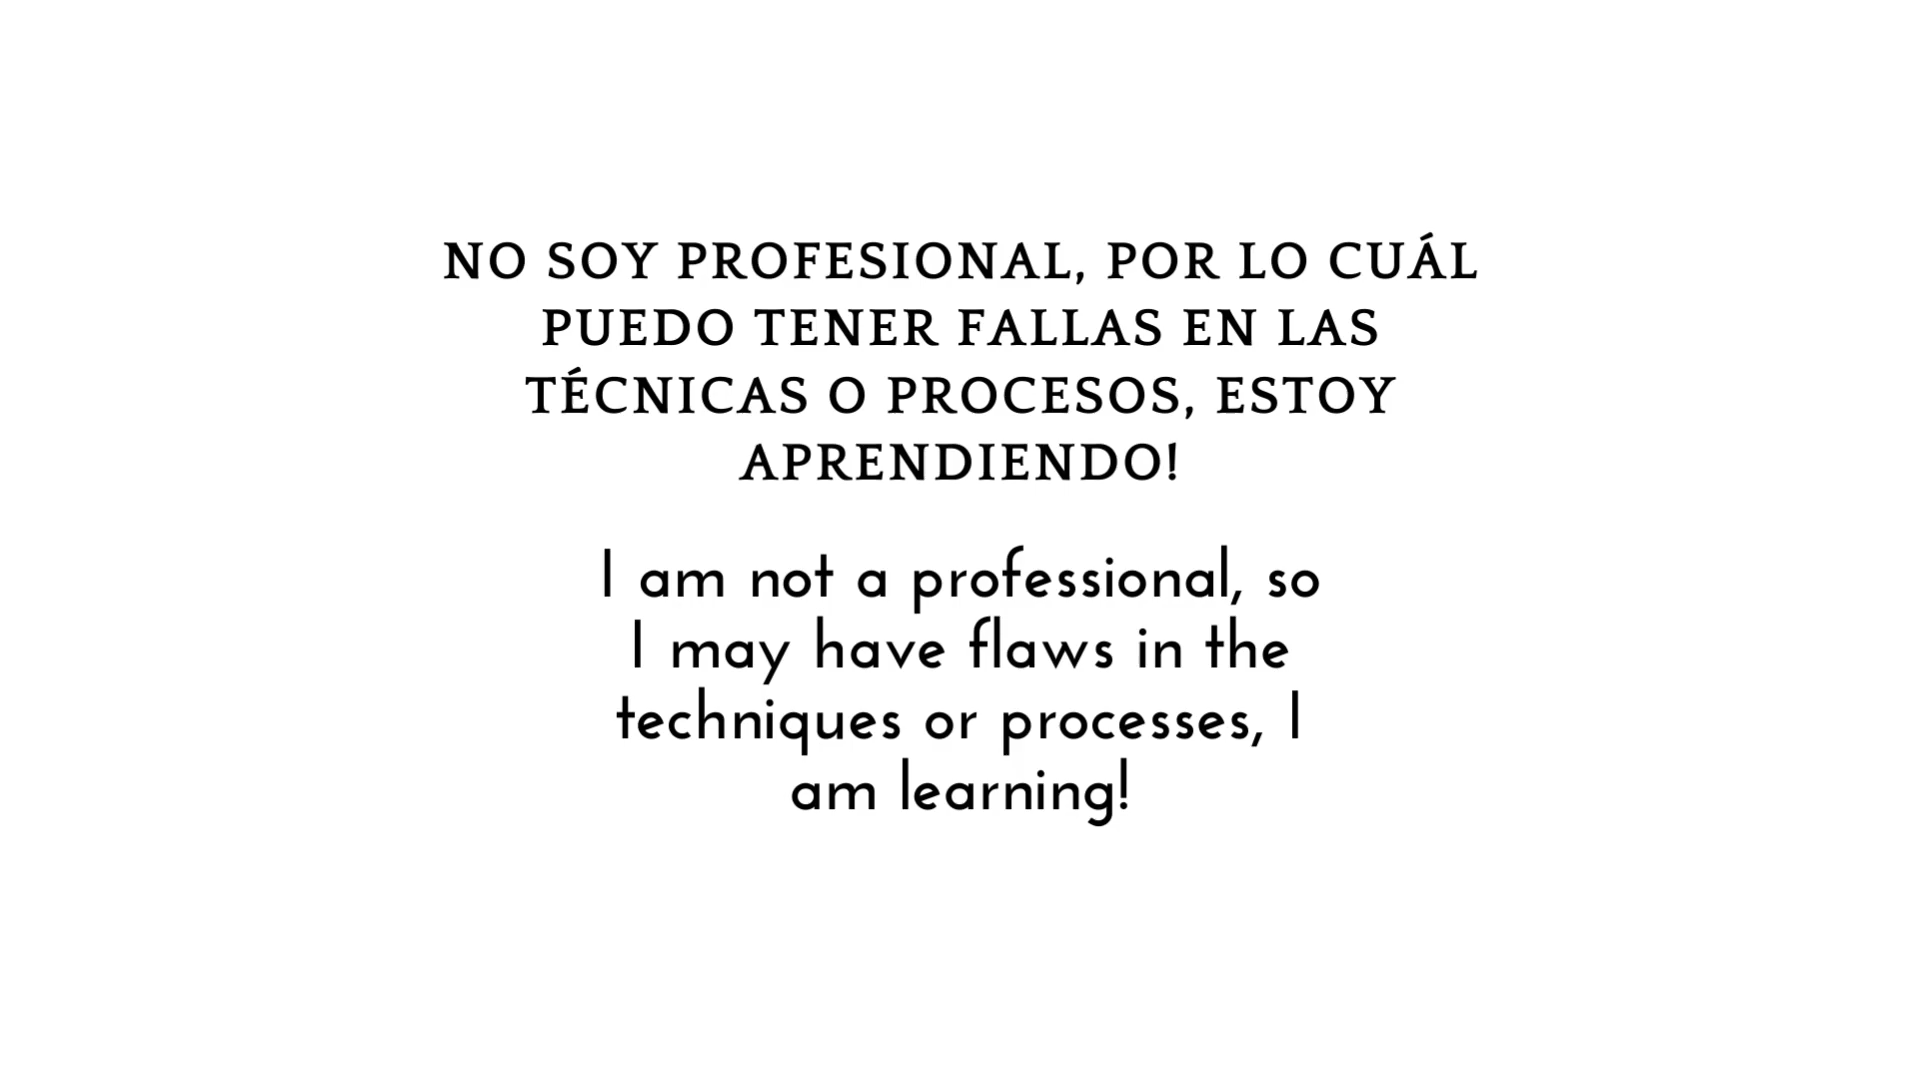 NO SOY PROFESIONAL, POR LO CUÁL
PUEDO TENER FALLAS EN LAS
TÉCNICAS O PROCESOS, ESTOY
APRENDIENDO!
I am not a professional, so
I may have flaws in the
techniques or processes, I
am learning!